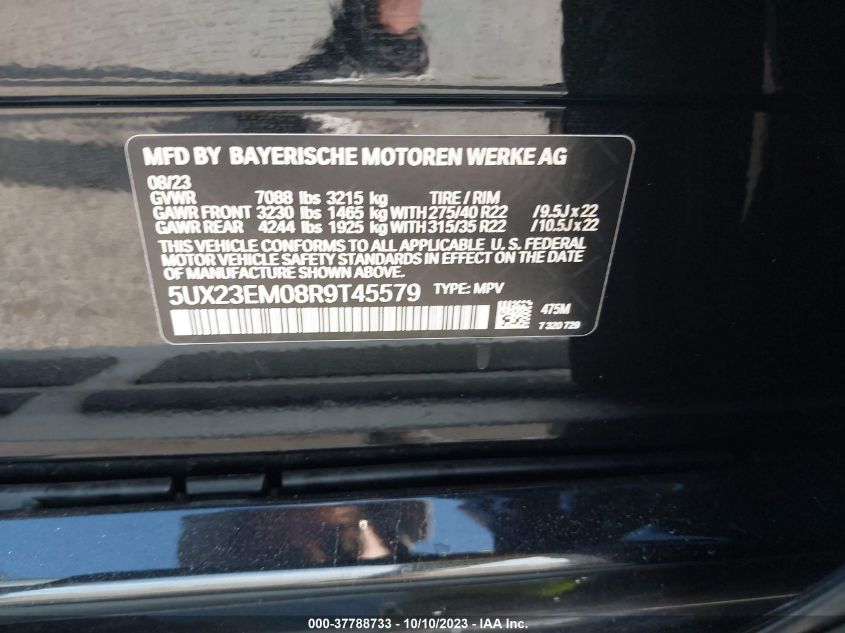 MFD BY BAYERISCHE MOTOREN WERKE AG
08/23
GVWR 7088 lbs 3215 kg TIRE / RIM
GAWR FRONT 3230 lbs 1465 kg WITH 275/40 R22 /9.5J x 22
GAWR REAR 4244 lbs 1925 kg WITH 315/35 R22 /10.5J x 22
THIS VEHICLE CONFORMS TO ALL APPLICABLE U. S. FEDERAL
MOTOR VEHICLE SAFETY STANDARDS IN EFFECT ON THE DATE
OF MANUFACTURE SHOWN ABOVE.
5UX23EM08R9T45579 TYPE: MPV
475M
7 320 729
000-37788733 - 10/10/2023 - IAA Inc.